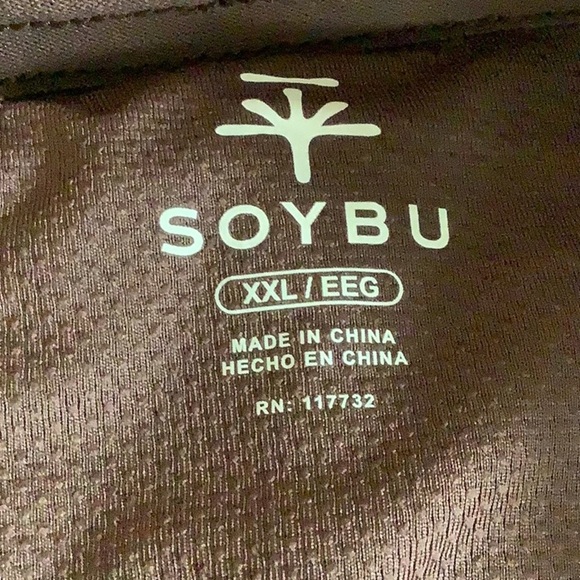 SOYBU
XXL / EEG
MADE IN CHINA
HECHO EN CHINA
RN: 117732